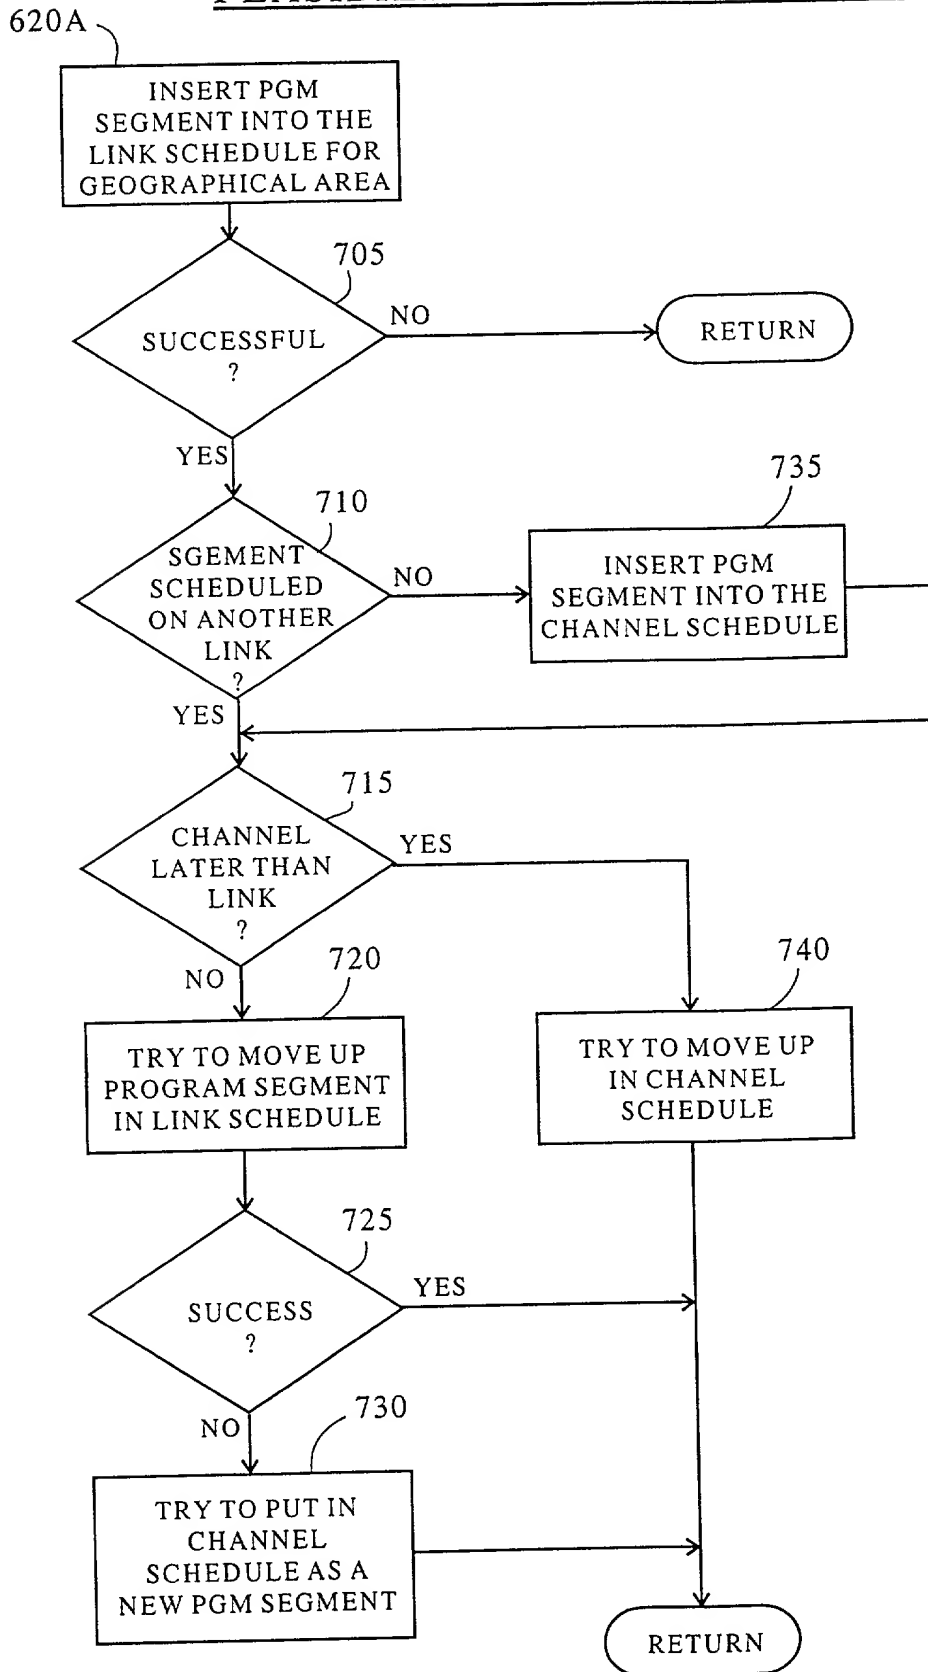 620A
INSERT PGM
SEGMENT INTO THE
LINK SCHEDULE FOR
GEOGRAPHICAL AREA
705
SUCCESSFUL
?
NO
RETURN
YES
710
SGEMENT
SCHEDULED
ON ANOTHER
LINK
?
NO
735
INSERT PGM
SEGMENT INTO THE
CHANNEL SCHEDULE
YES
715
CHANNEL
LATER THAN
LINK
?
YES
NO
720
TRY TO MOVE UP
PROGRAM SEGMENT
IN LINK SCHEDULE
740
TRY TO MOVE UP
IN CHANNEL
SCHEDULE
725
SUCCESS
?
YES
NO
730
TRY TO PUT IN
CHANNEL
SCHEDULE AS A
NEW PGM SEGMENT
RETURN